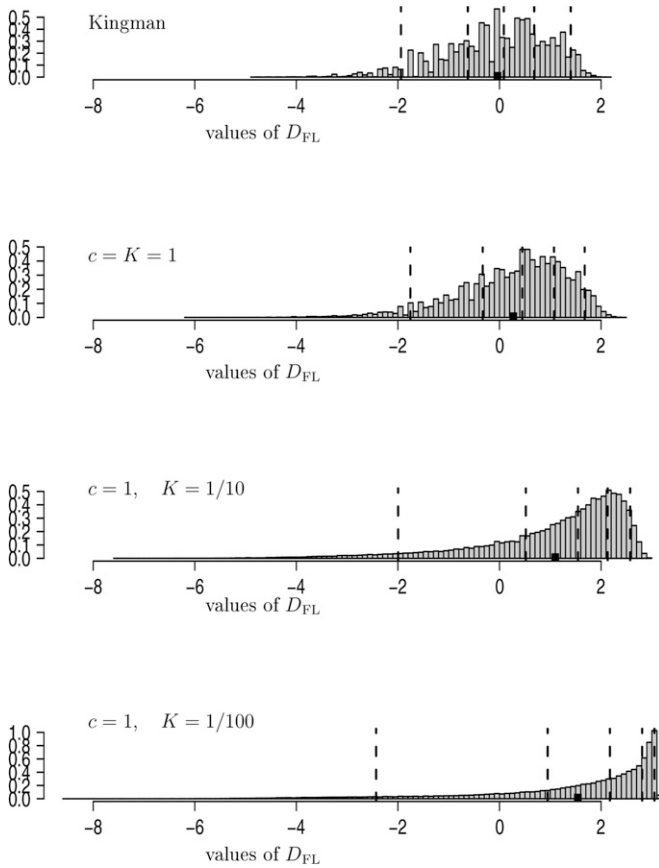 Kingman
0.5
0.4
0.3
0.2
0.1
0.0
−8 −6 −4 −2 0 2
values of D_FL
c = K = 1
0.5
0.4
0.3
0.2
0.1
0.0
−8 −6 −4 −2 0 2
values of D_FL
c = 1, K = 1/10
0.5
0.4
0.3
0.2
0.1
0.0
−8 −6 −4 −2 0 2
values of D_FL
c = 1, K = 1/100
1.0
0.8
0.6
0.4
0.2
0.0
−8 −6 −4 −2 0 2
values of D_FL